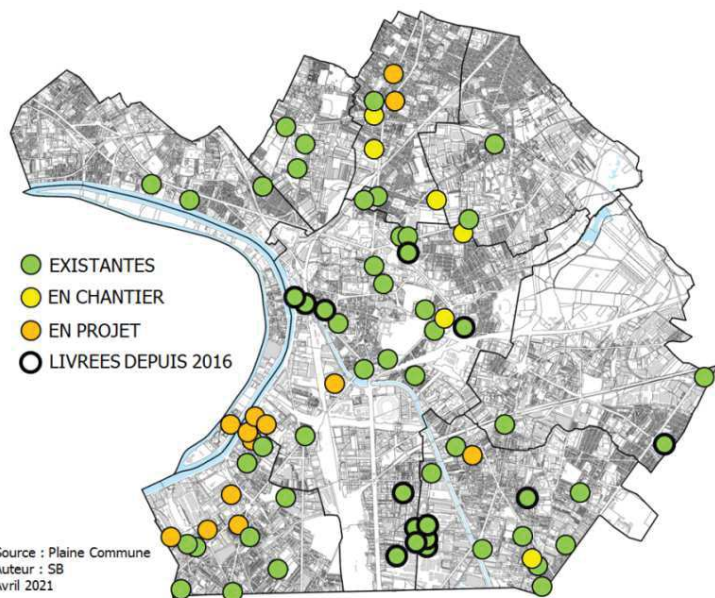 EXISTANTES
EN CHANTIER
EN PROJET
LIVREES DEPUIS 2016
Source : Plaine Commune
Auteur : SB
Avril 2021